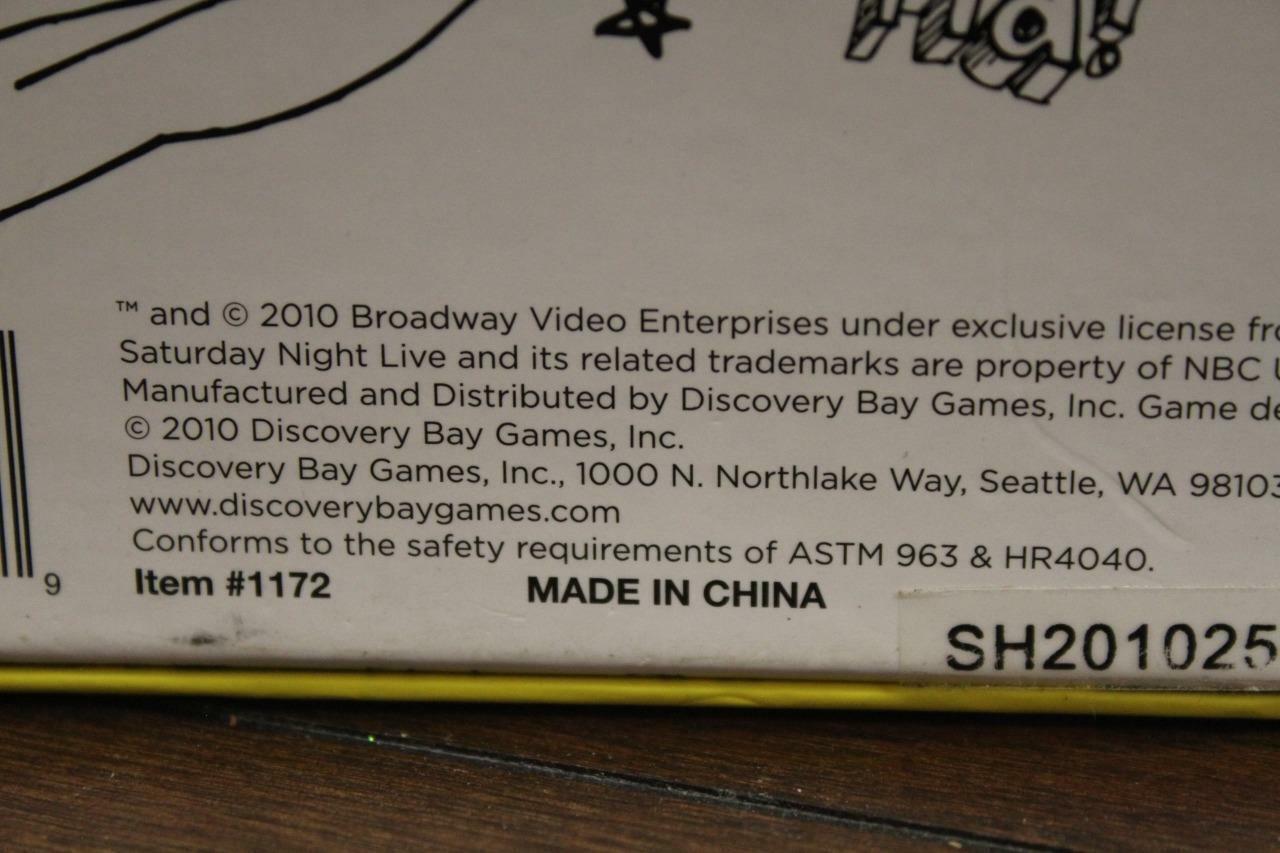 Ha!
™ and © 2010 Broadway Video Enterprises under exclusive license
Saturday Night Live and its related trademarks are property of NBC
Manufactured and Distributed by Discovery Bay Games, Inc. Game
© 2010 Discovery Bay Games, Inc.
Discovery Bay Games, Inc., 1000 N. Northlake Way, Seattle, WA 98103
www.discoverybaygames.com
Conforms to the safety requirements of ASTM 963 & HR4040.
9 Item #1172 MADE IN CHINA
SH201025